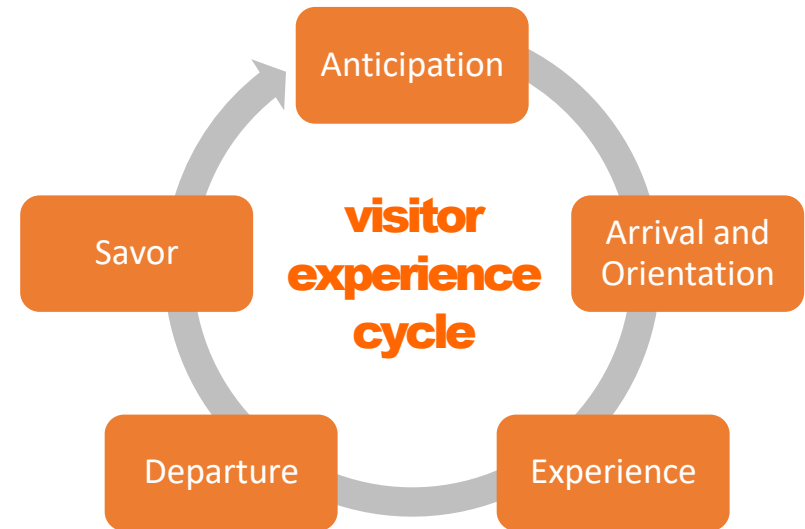 Anticipation
Arrival and
Orientation
Experience
Departure
Savor
visitor
experience
cycle